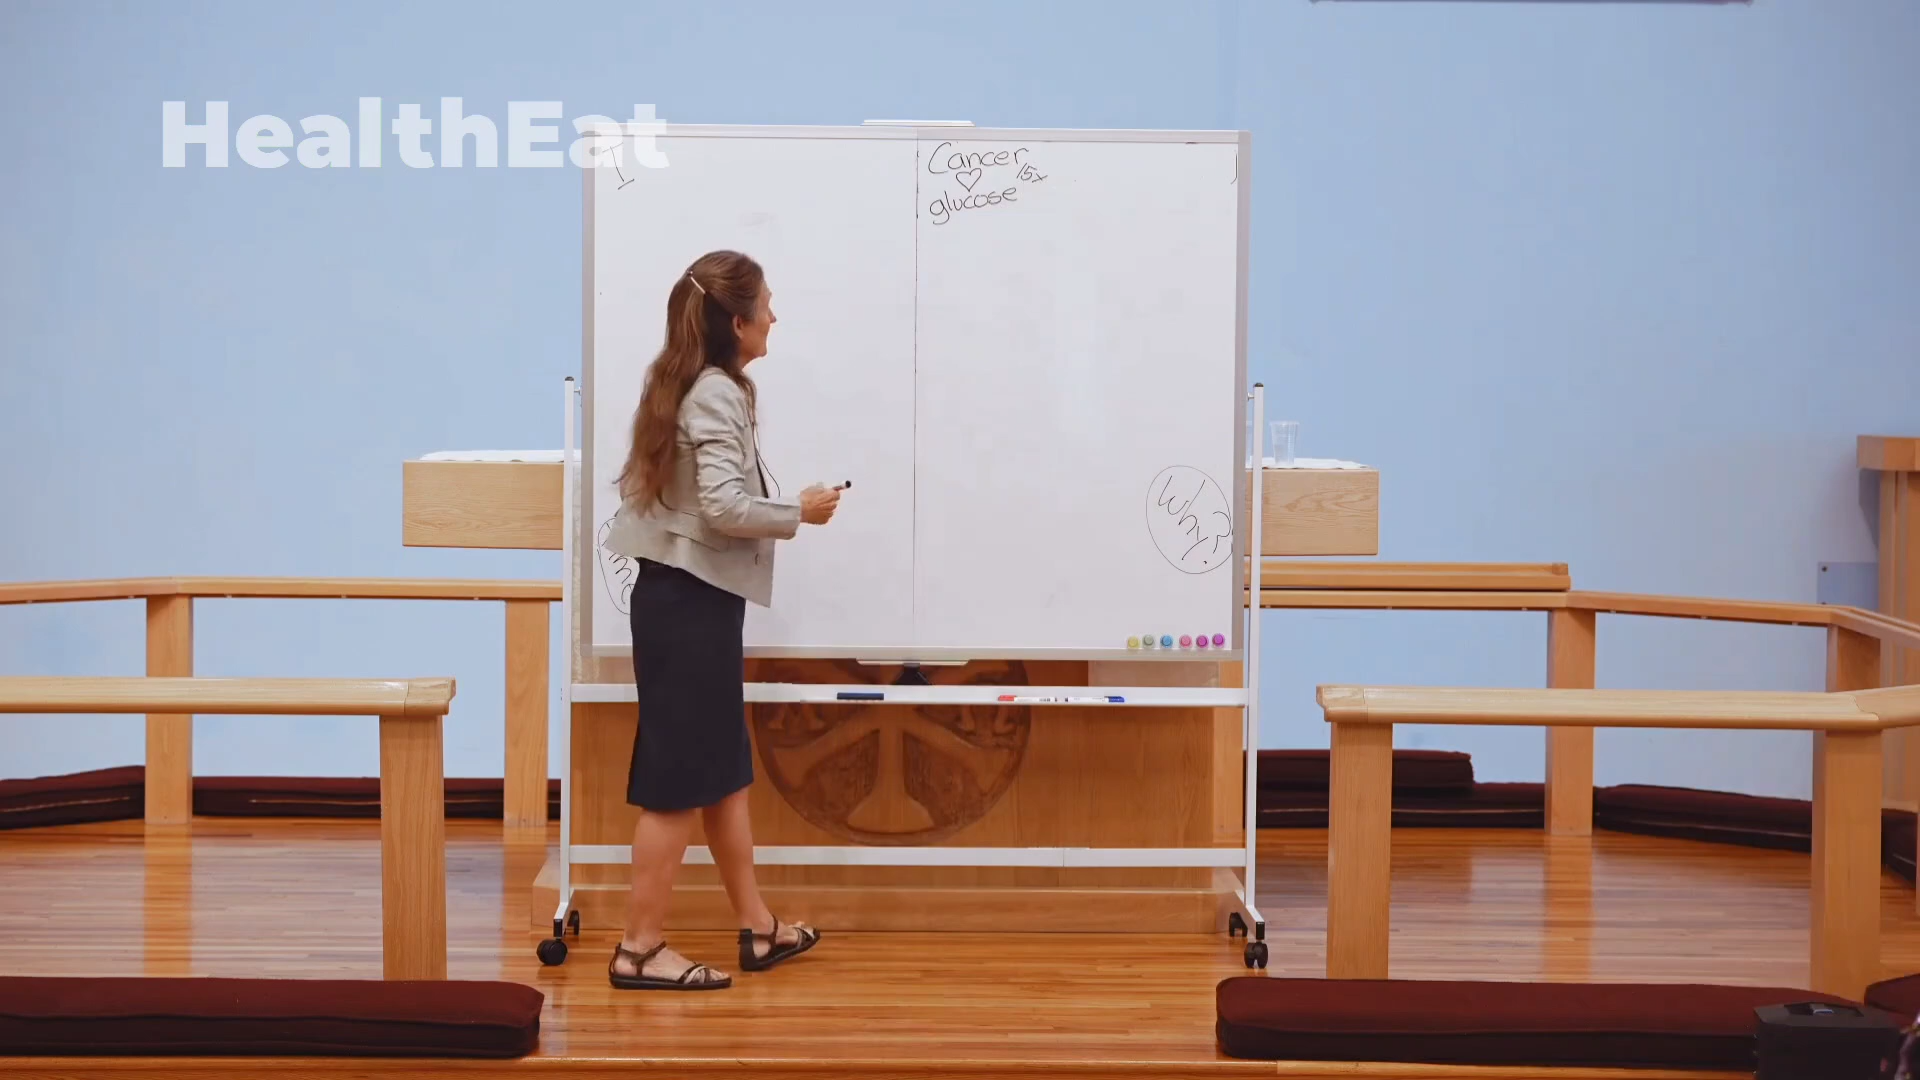 HealthEat
I
Cancer
♡ 15x
glucose
Why?